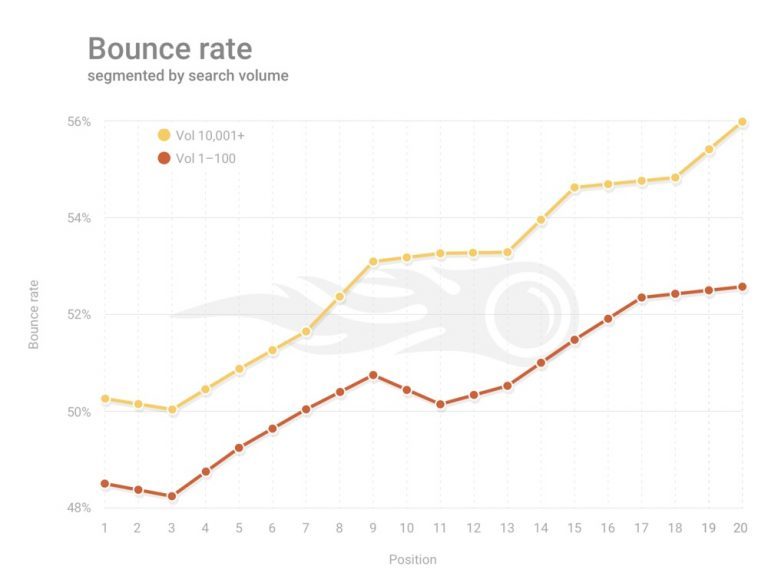 Bounce rate
segmented by search volume
Vol 10,001+
Vol 1–100
56%
54%
52%
50%
48%
Bounce rate
1 2 3 4 5 6 7 8 9 10 11 12 13 14 15 16 17 18 19 20
Position